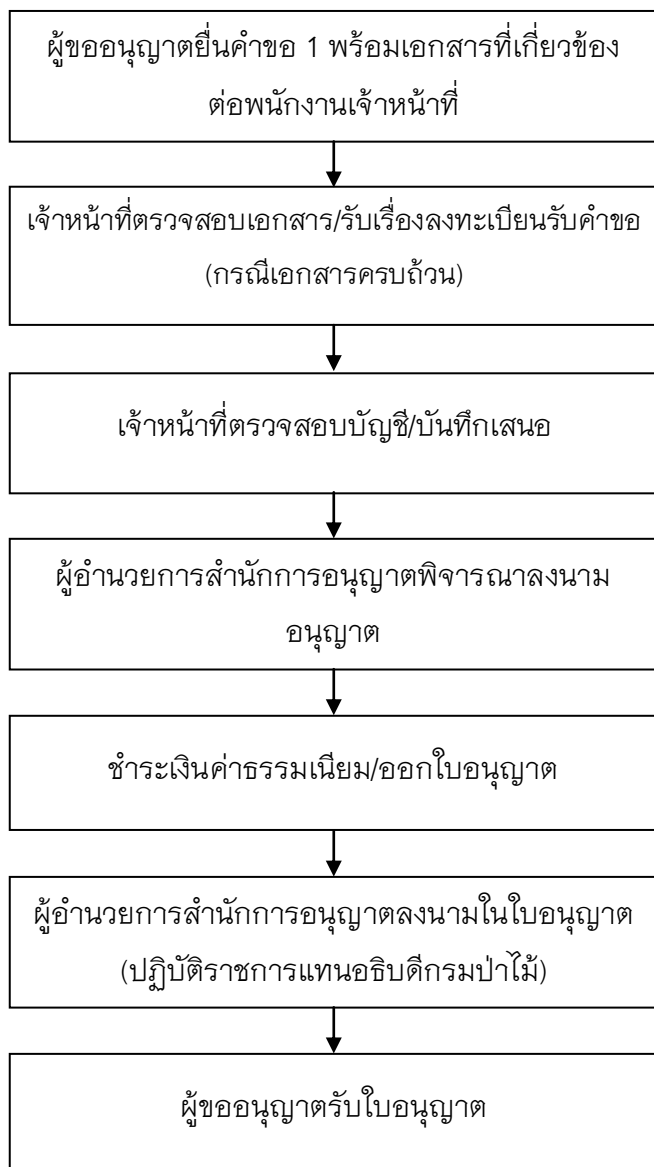 ผู้ขออนุญาตยื่นคำขอ 1 พร้อมเอกสารที่เกี่ยวข้อง
ต่อพนักงานเจ้าหน้าที่
เจ้าหน้าที่ตรวจสอบเอกสาร/รับเรื่องลงทะเบียนรับคำขอ
(กรณีเอกสารครบถ้วน)
เจ้าหน้าที่ตรวจสอบบัญชี/บันทึกเสนอ
ผู้อำนวยการสำนักการอนุญาตพิจารณาลงนาม
อนุญาต
ชำระเงินค่าธรรมเนียม/ออกใบอนุญาต
ผู้อำนวยการสำนักการอนุญาตลงนามในใบอนุญาต
(ปฏิบัติราชการแทนอธิบดีกรมป่าไม้)
ผู้ขออนุญาตรับใบอนุญาต